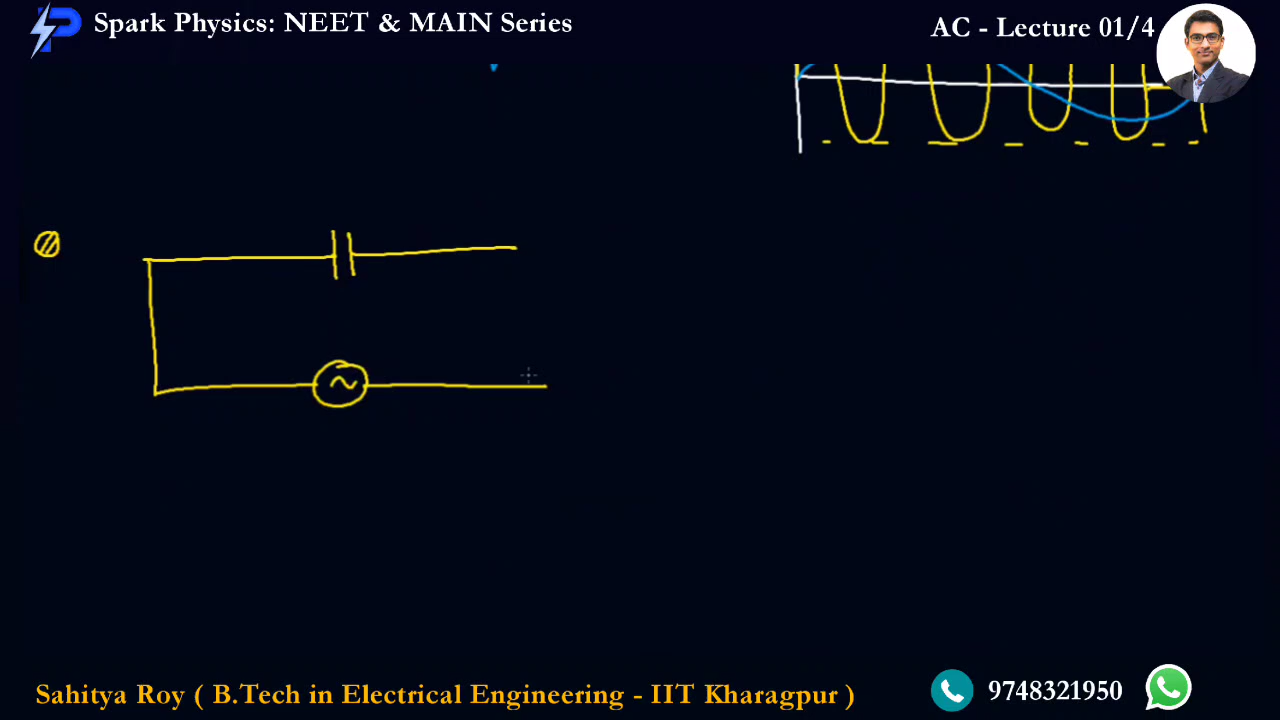 Spark Physics: NEET & MAIN Series
AC - Lecture 01/4
Sahitya Roy ( B.Tech in Electrical Engineering - IIT Kharagpur )
9748321950